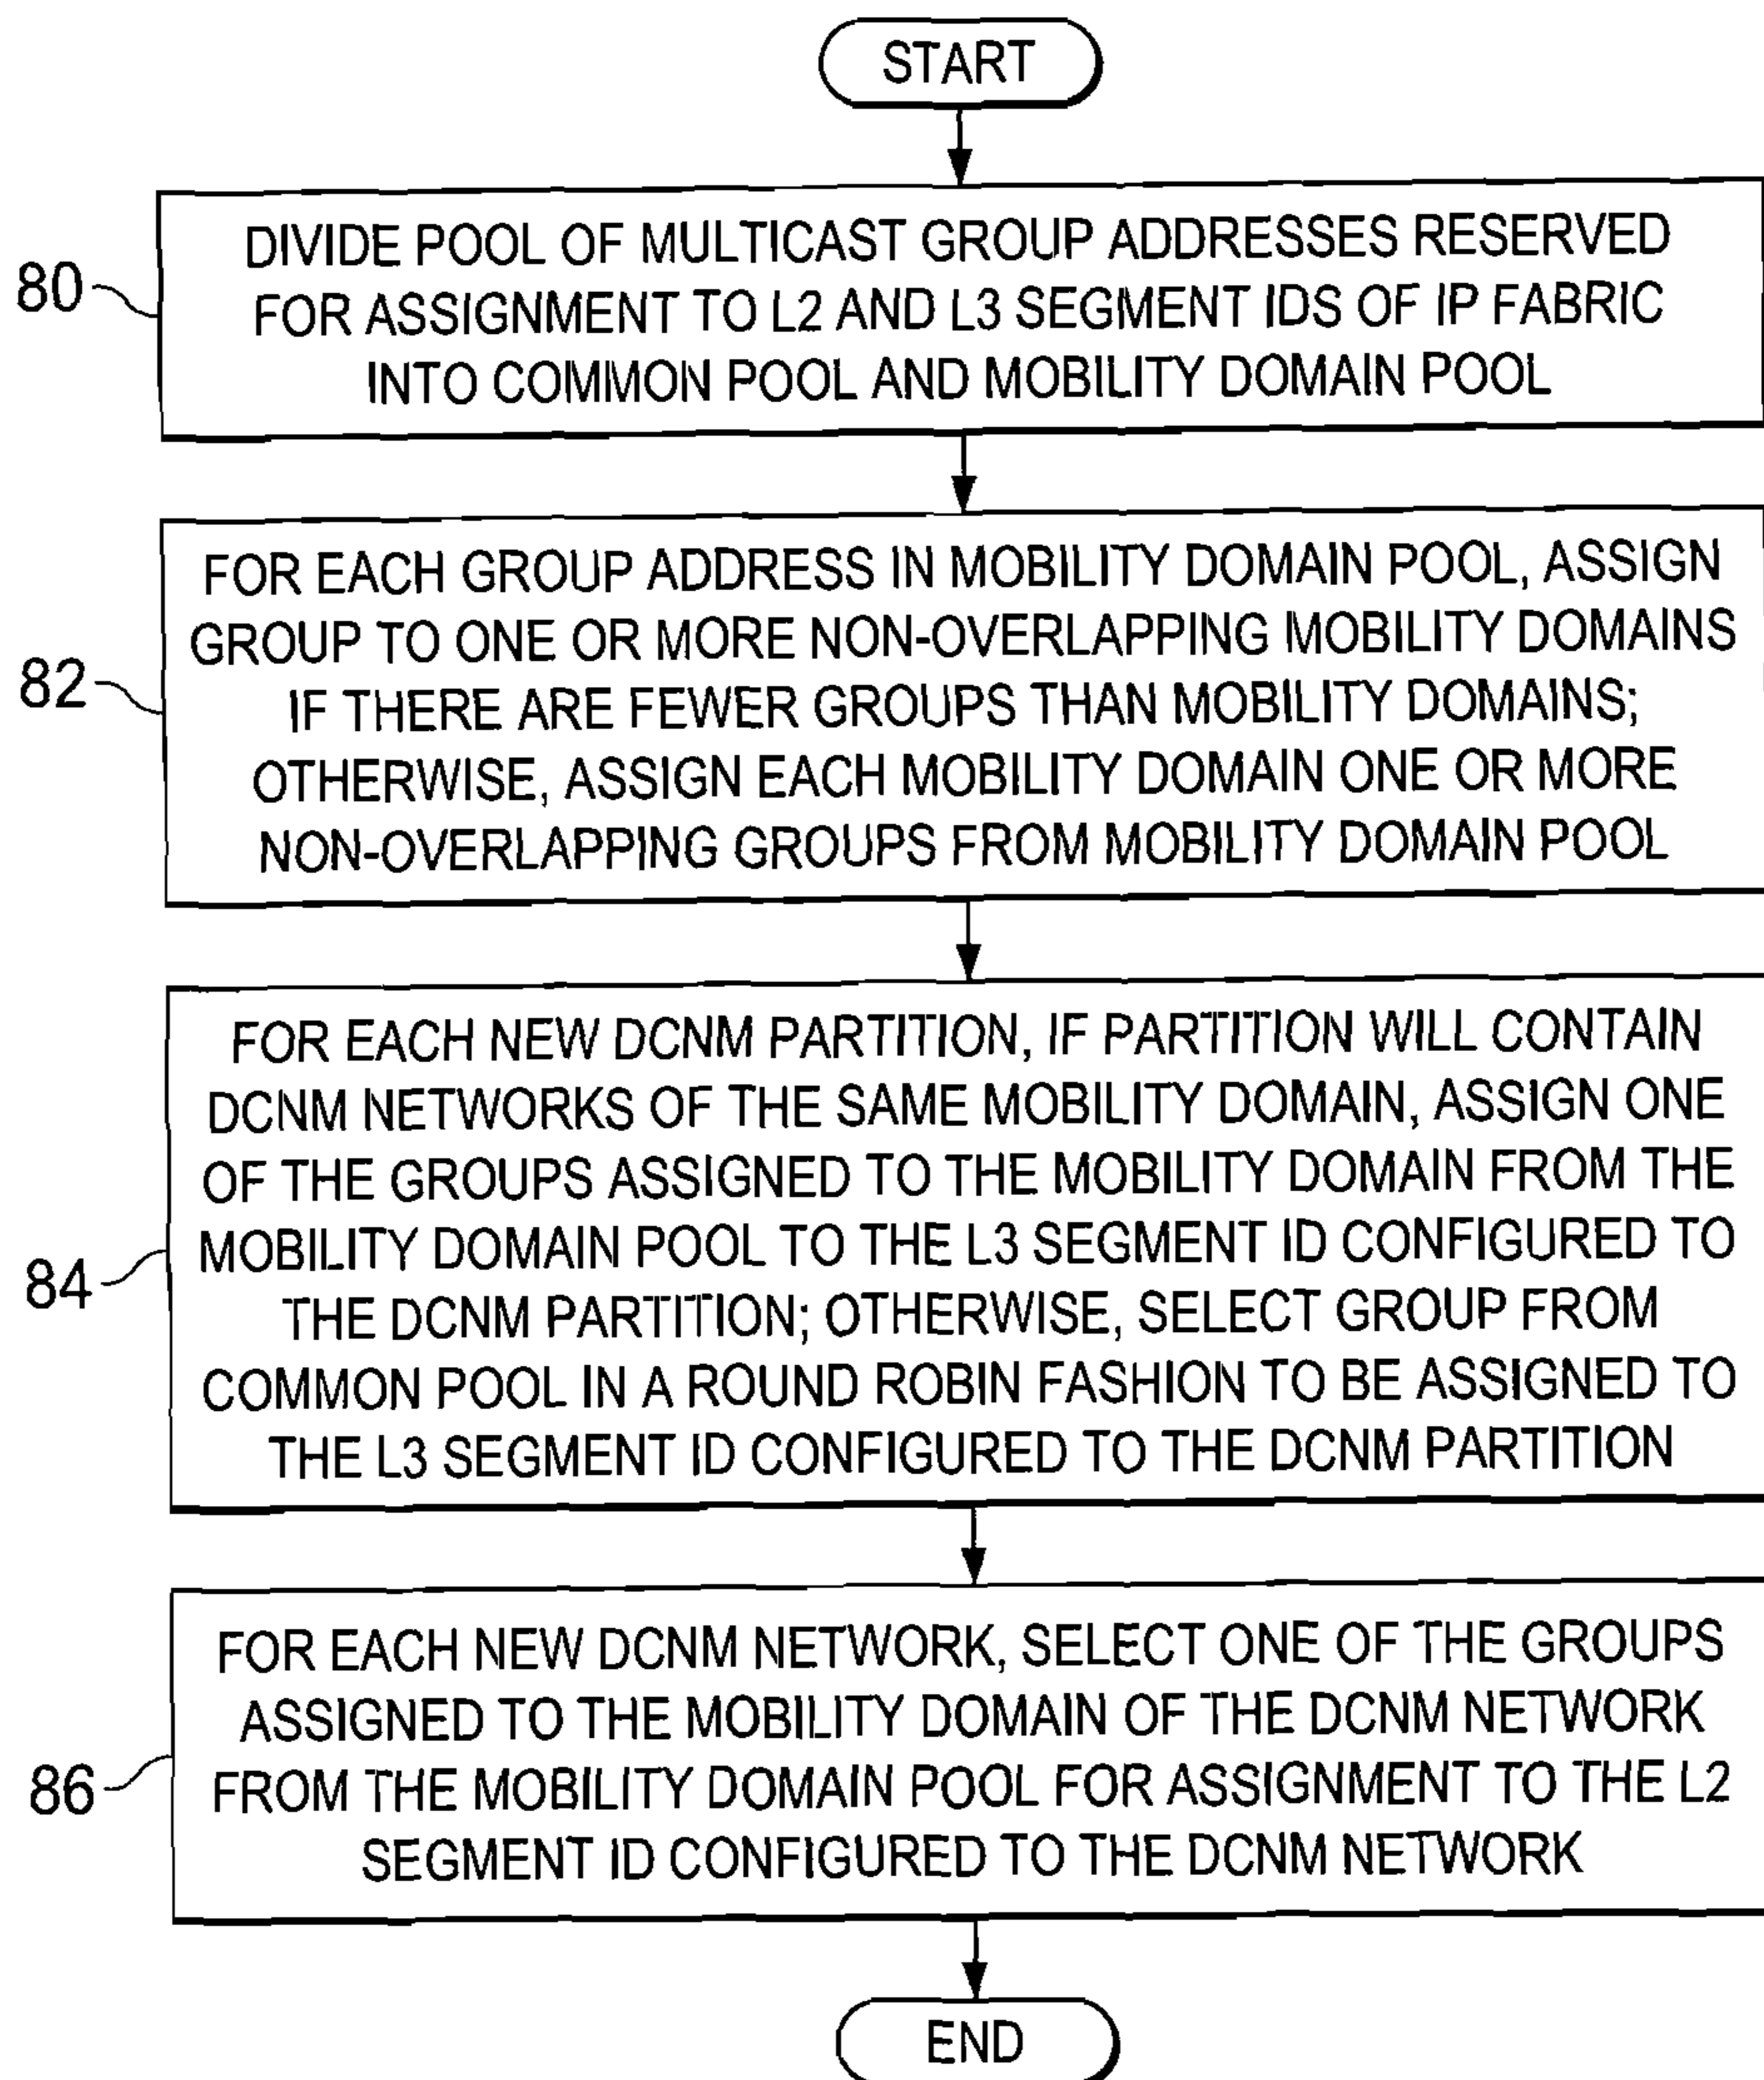 START
80
DIVIDE POOL OF MULTICAST GROUP ADDRESSES RESERVED
FOR ASSIGNMENT TO L2 AND L3 SEGMENT IDS OF IP FABRIC
INTO COMMON POOL AND MOBILITY DOMAIN POOL
82
FOR EACH GROUP ADDRESS IN MOBILITY DOMAIN POOL, ASSIGN
GROUP TO ONE OR MORE NON-OVERLAPPING MOBILITY DOMAINS
IF THERE ARE FEWER GROUPS THAN MOBILITY DOMAINS;
OTHERWISE, ASSIGN EACH MOBILITY DOMAIN ONE OR MORE
NON-OVERLAPPING GROUPS FROM MOBILITY DOMAIN POOL
84
FOR EACH NEW DCNM PARTITION, IF PARTITION WILL CONTAIN
DCNM NETWORKS OF THE SAME MOBILITY DOMAIN, ASSIGN ONE
OF THE GROUPS ASSIGNED TO THE MOBILITY DOMAIN FROM THE
MOBILITY DOMAIN POOL TO THE L3 SEGMENT ID CONFIGURED TO
THE DCNM PARTITION; OTHERWISE, SELECT GROUP FROM
COMMON POOL IN A ROUND ROBIN FASHION TO BE ASSIGNED TO
THE L3 SEGMENT ID CONFIGURED TO THE DCNM PARTITION
86
FOR EACH NEW DCNM NETWORK, SELECT ONE OF THE GROUPS
ASSIGNED TO THE MOBILITY DOMAIN OF THE DCNM NETWORK
FROM THE MOBILITY DOMAIN POOL FOR ASSIGNMENT TO THE L2
SEGMENT ID CONFIGURED TO THE DCNM NETWORK
END